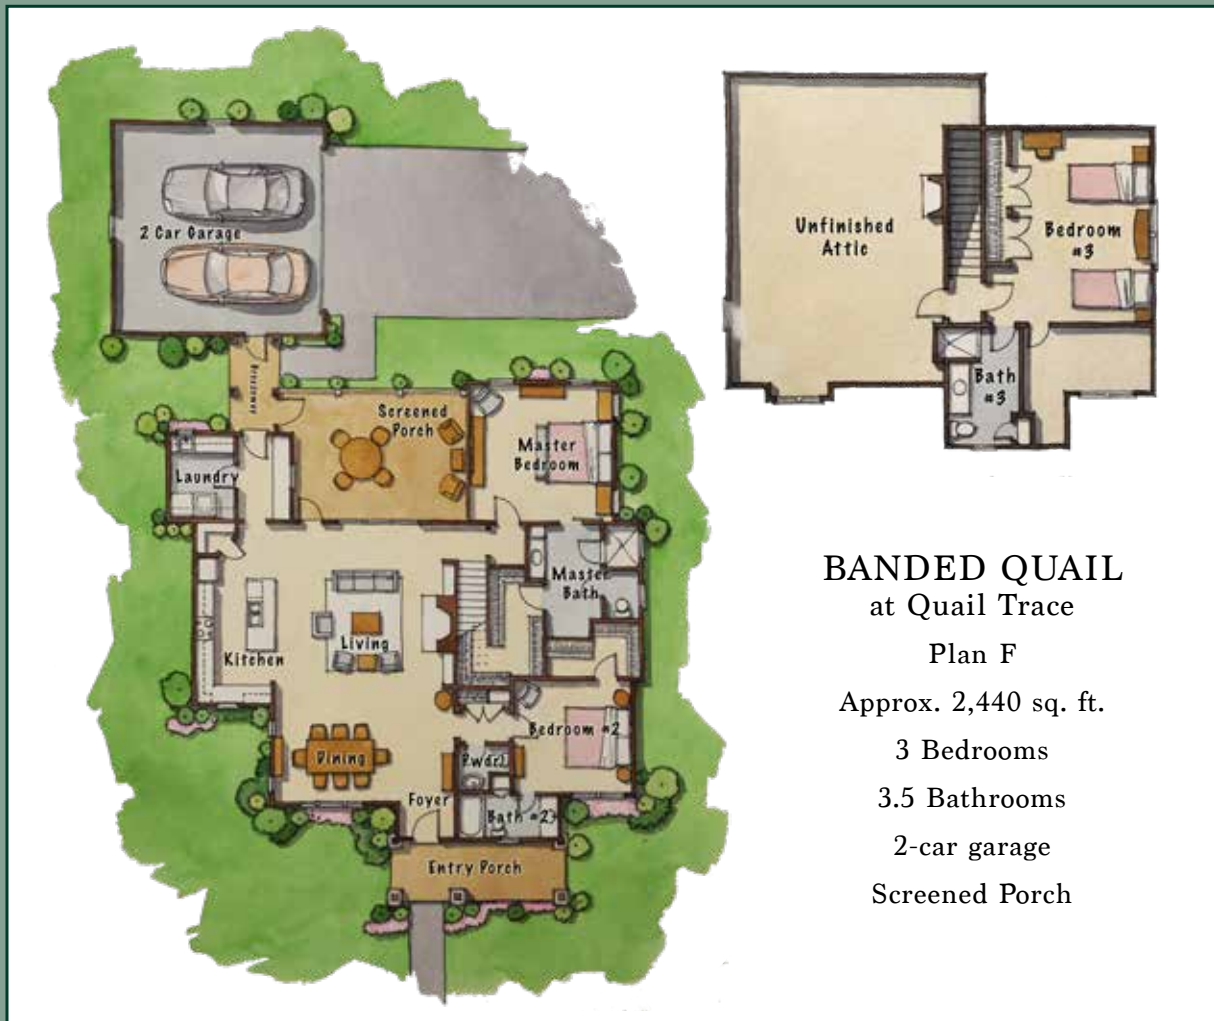 2 Car Garage
Breezeway
Screened
Porch
Master
Bedroom
Laundry
Master
Bath
Living
Kitchen
Bedroom #2
Dining
Pwdr.
Foyer
Bath #2
Entry Porch
Unfinished
Attic
Bedroom
#3
Bath
#3
BANDED QUAIL
at Quail Trace
Plan F
Approx. 2,440 sq. ft.
3 Bedrooms
3.5 Bathrooms
2-car garage
Screened Porch